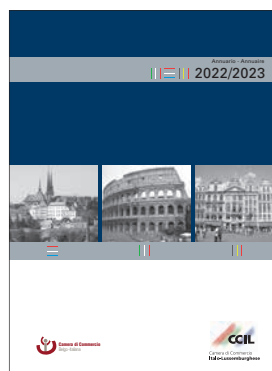 Annuario - Annuaire
2022/2023
Camera di Commercio
Belgo-Italiana
CCIL
Camera di Commercio
Italo-Lussemburghese